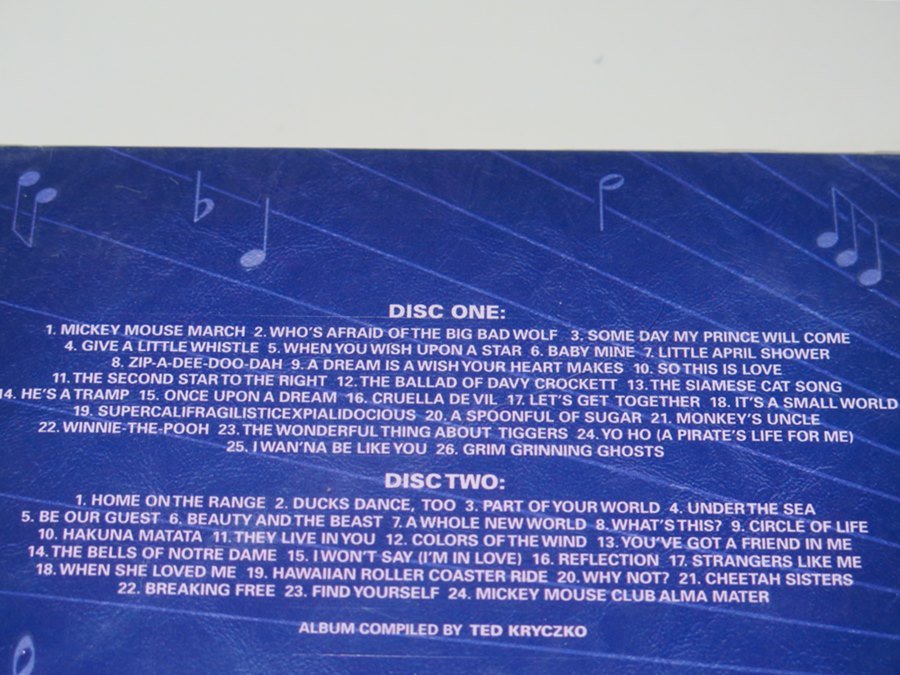 DISC ONE:
1. MICKEY MOUSE MARCH 2. WHO'S AFRAID OF THE BIG BAD WOLF 3. SOME DAY MY PRINCE WILL COME
4. GIVE A LITTLE WHISTLE 5. WHEN YOU WISH UPON A STAR 6. BABY MINE 7. LITTLE APRIL SHOWER
8. ZIP-A-DEE-DOO-DAH 9. A DREAM IS A WISH YOUR HEART MAKES 10. SO THIS IS LOVE
11. THE SECOND STAR TO THE RIGHT 12. THE BALLAD OF DAVY CROCKETT 13. THE SIAMESE CAT SONG
14. HE'S A TRAMP 15. ONCE UPON A DREAM 16. CRUELLA DE VIL 17. LET'S GET TOGETHER 18. IT'S A SMALL WORLD
19. SUPERCALIFRAGILISTICEXPIALIDOCIOUS 20. A SPOONFUL OF SUGAR 21. MONKEY'S UNCLE
22. WINNIE-THE-POOH 23. THE WONDERFUL THING ABOUT TIGGERS 24. YO HO (A PIRATE'S LIFE FOR ME)
25. I WAN'NA BE LIKE YOU 26. GRIM GRINNING GHOSTS
DISC TWO:
1. HOME ON THE RANGE 2. DUCKS DANCE, TOO 3. PART OF YOUR WORLD 4. UNDER THE SEA
5. BE OUR GUEST 6. BEAUTY AND THE BEAST 7. A WHOLE NEW WORLD 8. WHAT'S THIS? 9. CIRCLE OF LIFE
10. HAKUNA MATATA 11. THEY LIVE IN YOU 12. COLORS OF THE WIND 13. YOU'VE GOT A FRIEND IN ME
14. THE BELLS OF NOTRE DAME 15. I WON'T SAY (I'M IN LOVE) 16. REFLECTION 17. STRANGERS LIKE ME
18. WHEN SHE LOVED ME 19. HAWAIIAN ROLLER COASTER RIDE 20. WHY NOT? 21. CHEETAH SISTERS
22. BREAKING FREE 23. FIND YOURSELF 24. MICKEY MOUSE CLUB ALMA MATER
ALBUM COMPILED BY TED KRYCZKO